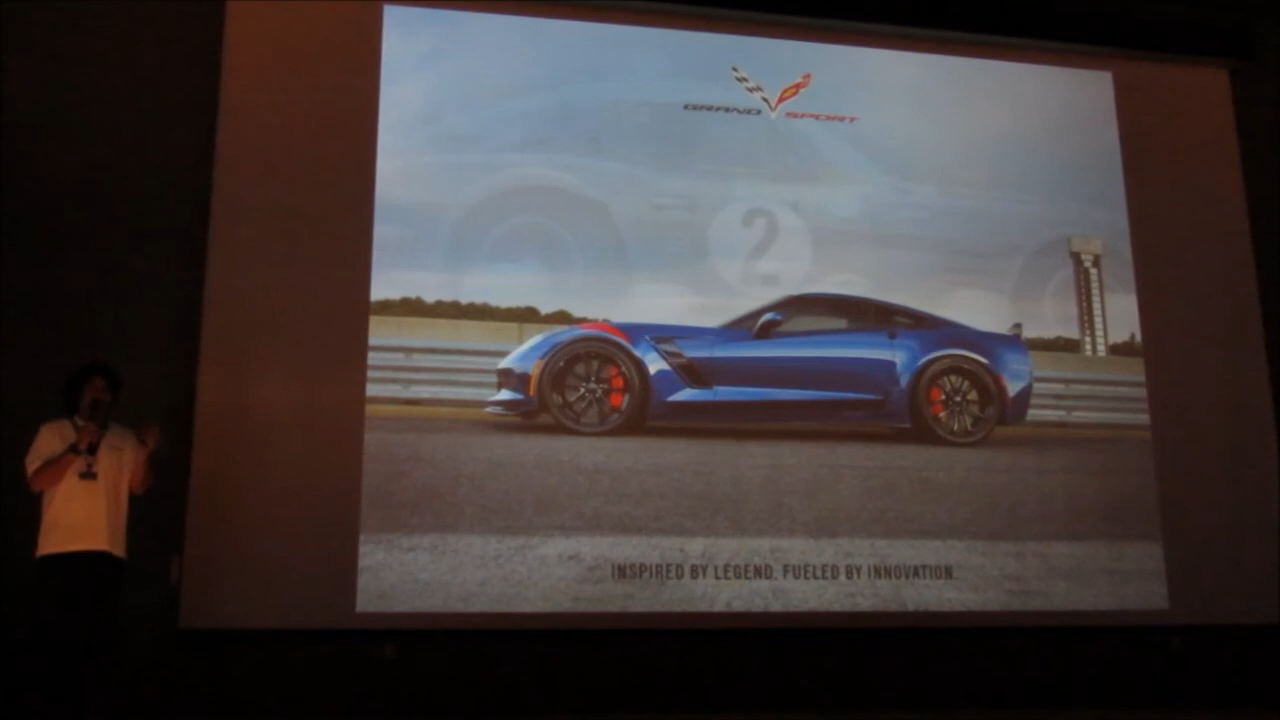 GRAND SPORT
2
INSPIRED BY LEGEND. FUELED BY INNOVATION.